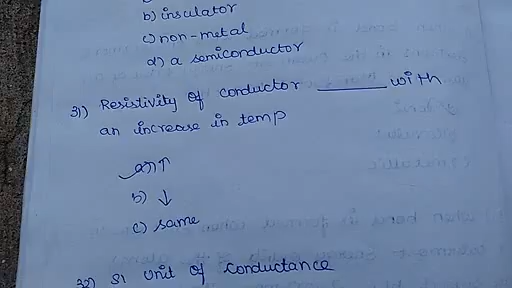 b) insulator
c) non-metal
d) a semiconductor
31) Resistivity of conductor ______ with
an increase in temp
a) ↑
b) ↓
c) same
32) SI unit of conductance